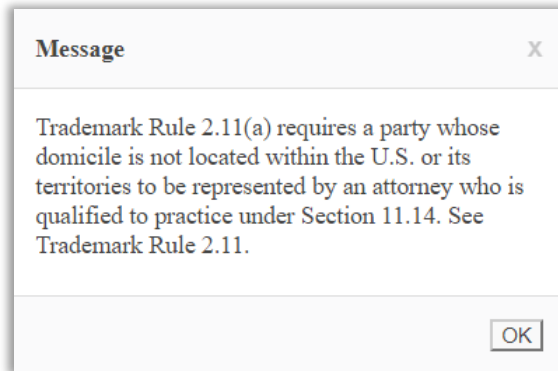 Message
X
Trademark Rule 2.11(a) requires a party whose
domicile is not located within the U.S. or its
territories to be represented by an attorney who is
qualified to practice under Section 11.14. See
Trademark Rule 2.11.
OK